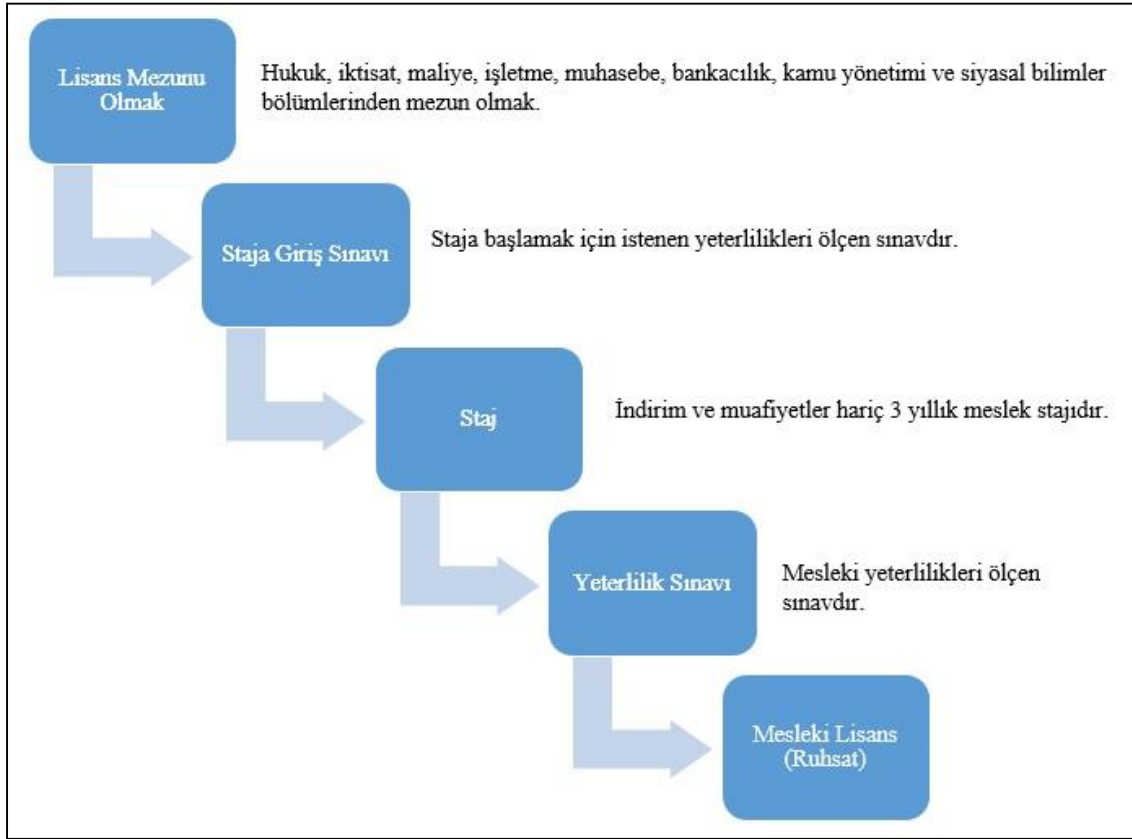 Lisans Mezunu
Olmak
Hukuk, iktisat, maliye, işletme, muhasebe, bankacılık, kamu yönetimi ve siyasal bilimler
bölümlerinden mezun olmak.
Staja Giriş Sınavı
Staja başlamak için istenen yeterlilikleri ölçen sınavdır.
Staj
İndirim ve muafiyetler hariç 3 yıllık meslek stajıdır.
Yeterlilik Sınavı
Mesleki yeterlilikleri ölçen
sınavdır.
Mesleki Lisans
(Ruhsat)